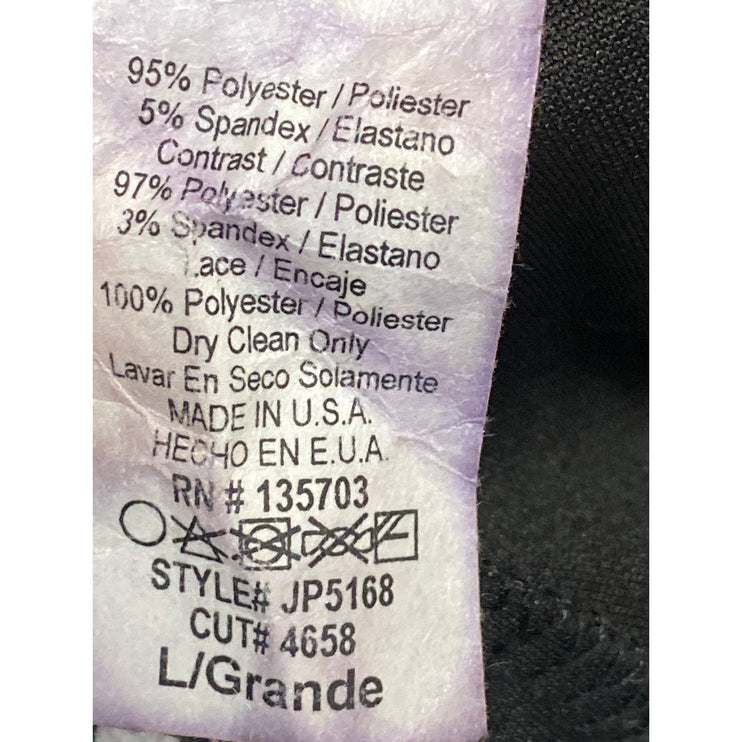 95% Polyester / Poliester
5% Spandex / Elastano
Contrast / Contraste
97% Polyester / Poliester
3% Spandex / Elastano
Lace / Encaje
100% Polyester / Poliester
Dry Clean Only
Lavar En Seco Solamente
MADE IN U.S.A.
HECHO EN E.U.A.
RN # 135703
STYLE# JP5168
CUT# 4658
L/Grande